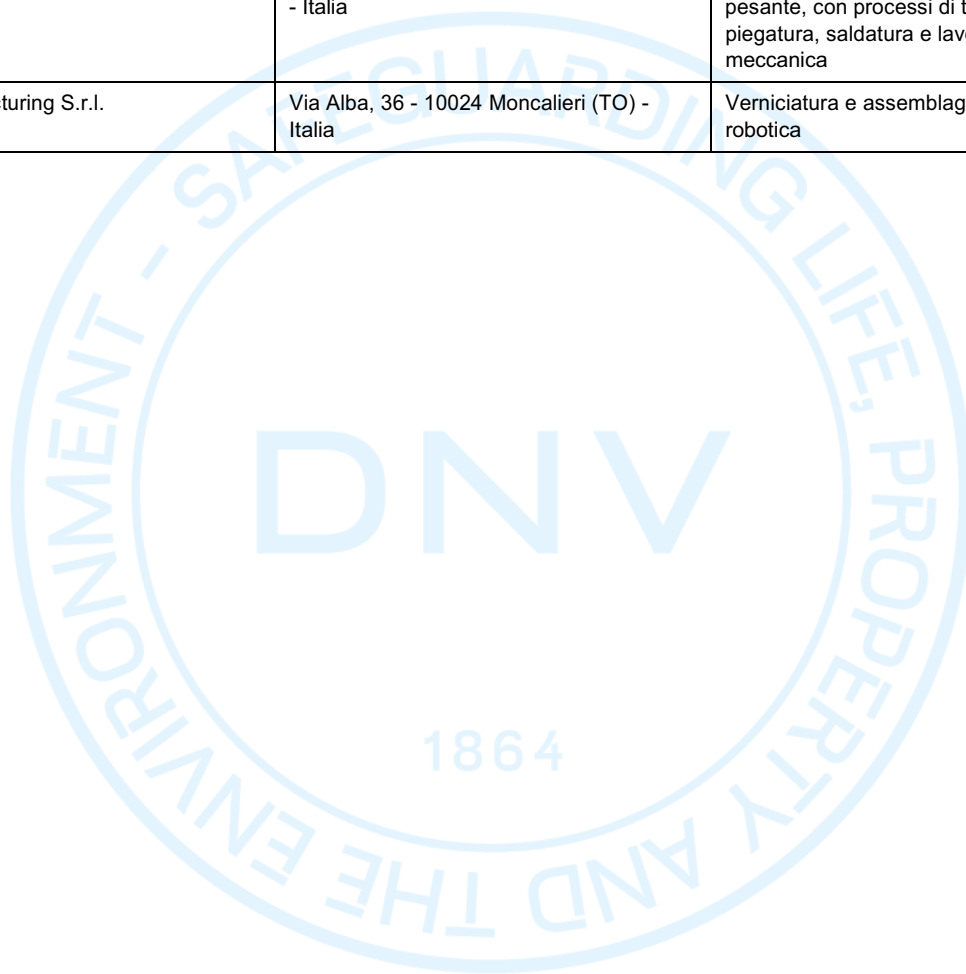 - Italia
pesante, con processi di t
piegatura, saldatura e lav
meccanica
turing S.r.l.
Via Alba, 36 - 10024 Moncalieri (TO) -
Italia
Verniciatura e assemblag
robotica
SAFEGUARDING LIFE, PROPERTY AND THE ENVIRONMENT -
DNV
1864